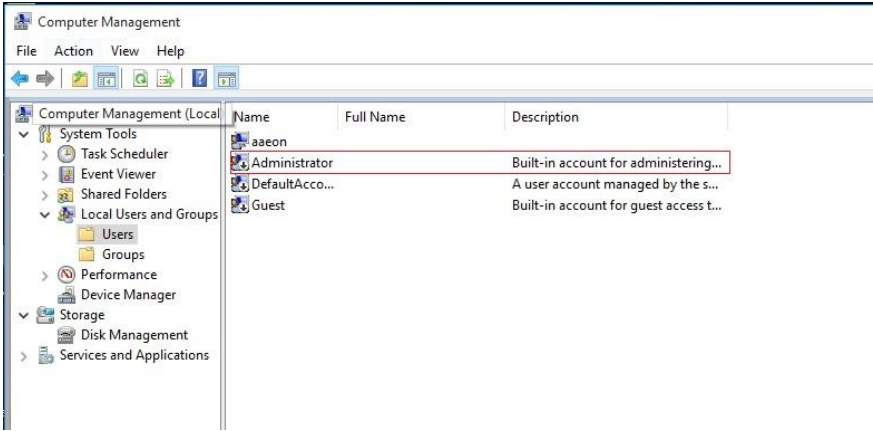 Computer Management
File Action View Help
Computer Management (Local
System Tools
Task Scheduler
Event Viewer
Shared Folders
Local Users and Groups
Users
Groups
Performance
Device Manager
Storage
Disk Management
Services and Applications
Name Full Name Description
aaeon
Administrator Built-in account for administering...
DefaultAcco... A user account managed by the s...
Guest Built-in account for guest access t...